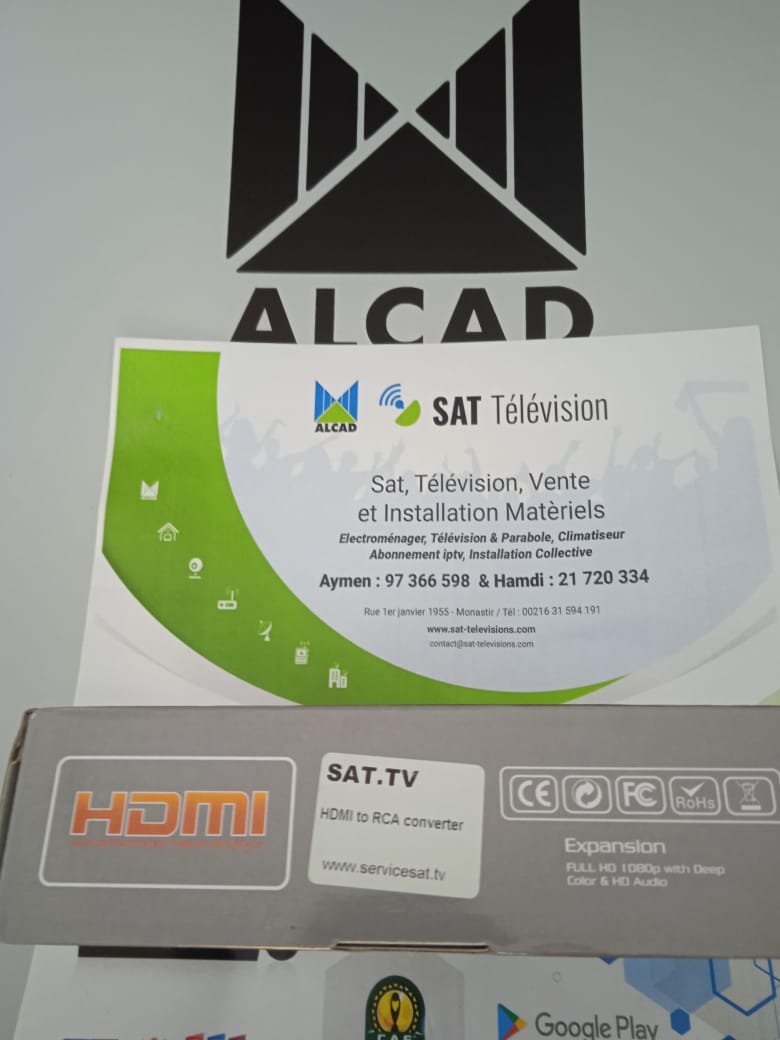 ALCAD
ALCAD
SAT Télévision
Sat, Télévision, Vente
et Installation Matèriels
Electroménager, Télévision & Parabole, Climatiseur
Abonnement iptv, Installation Collective
Aymen : 97 366 598 & Hamdi : 21 720 334
Rue 1er janvier 1955 - Monastir / Tél : 00216 31 594 191
www.sat-televisions.com
contact@sat-televisions.com
HDMI
SAT.TV
HDMI to RCA converter
www.servicesat.tv
CE
FC
RoHS
Expansion
FULL HD 1080p with Deep
Color & HD Audio
CAF
Google Play